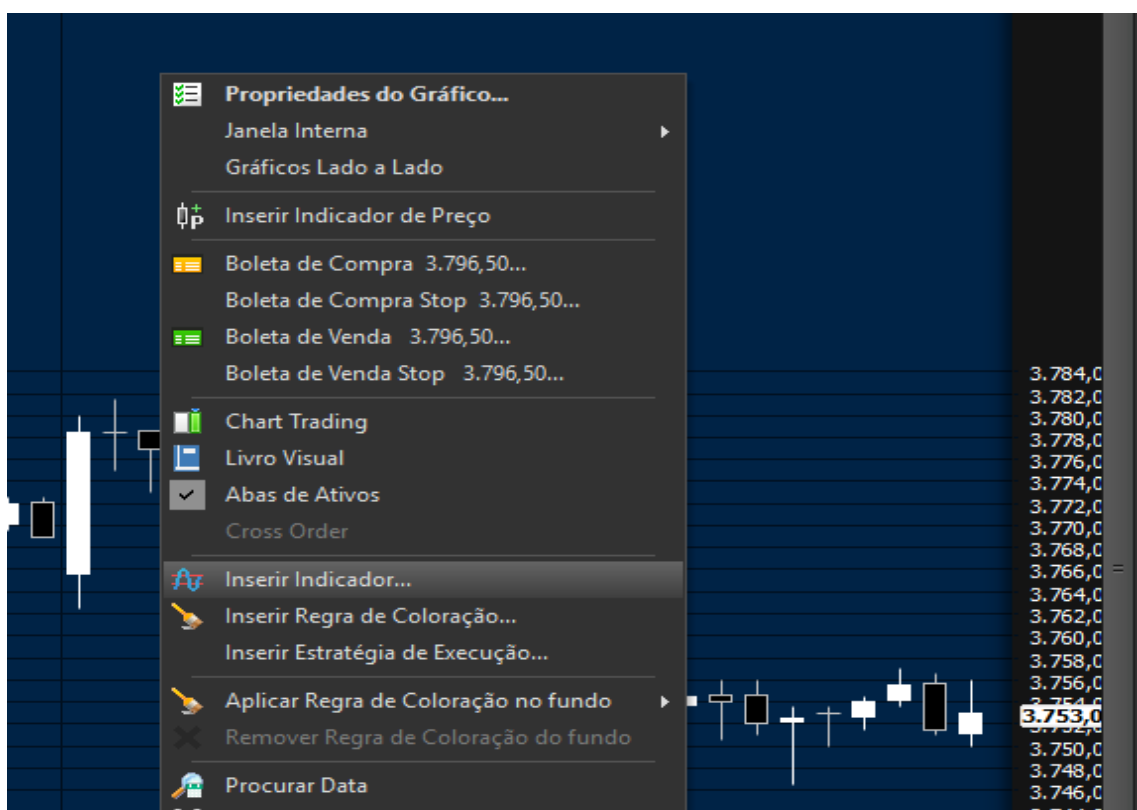 Propriedades do Gráfico...
Janela Interna
Gráficos Lado a Lado
Inserir Indicador de Preço
Boleta de Compra 3.796,50...
Boleta de Compra Stop 3.796,50...
Boleta de Venda 3.796,50...
Boleta de Venda Stop 3.796,50...
Chart Trading
Livro Visual
Abas de Ativos
Cross Order
Inserir Indicador...
Inserir Regra de Coloração...
Inserir Estratégia de Execução...
Aplicar Regra de Coloração no fundo
Remover Regra de Coloração do fundo
Procurar Data
3.784,0
3.782,0
3.780,0
3.778,0
3.776,0
3.774,0
3.772,0
3.770,0
3.768,0
3.766,0
3.764,0
3.762,0
3.760,0
3.758,0
3.756,0
3.753,0
3.750,0
3.748,0
3.746,0